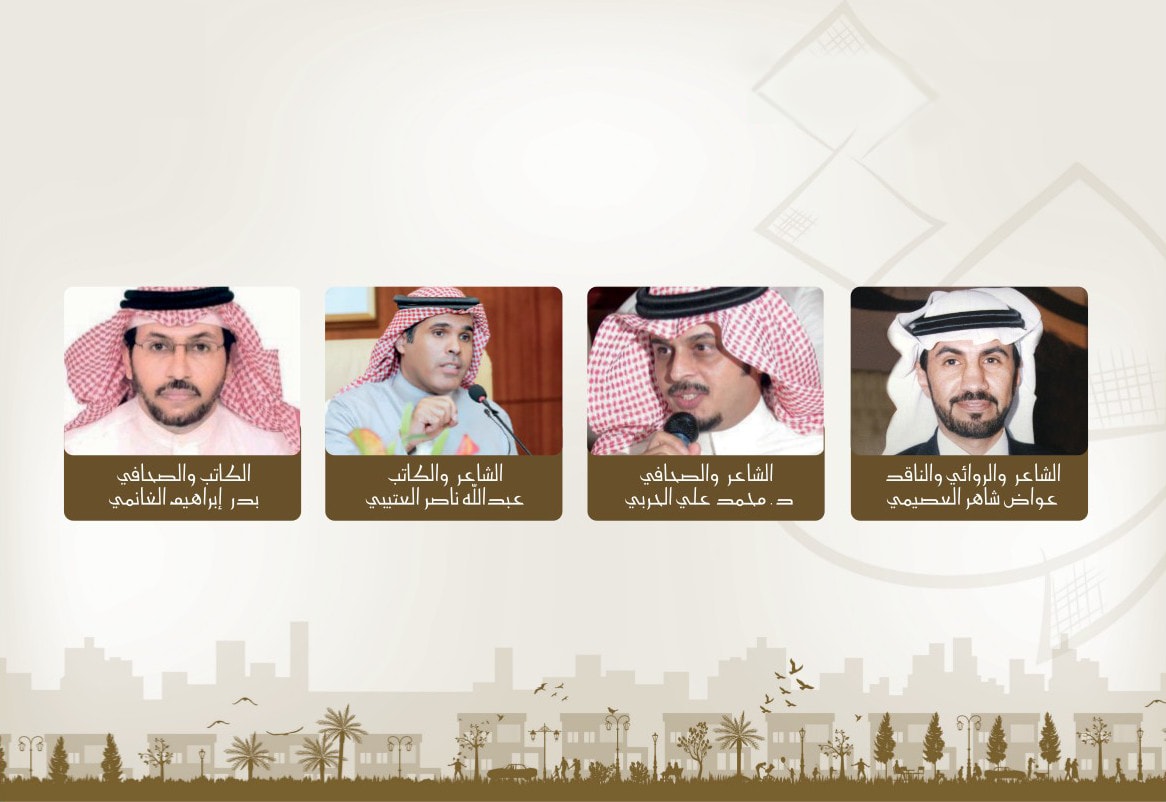 الشاعر والروائي والناقد
عواض شاهر العصيمي
الشاعر والصحافي
د. محمد علي الحربي
الشاعر والكاتب
عبدالله ناصر العتيبي
الكاتب والصحافي
بدر إبراهيم الغانمي